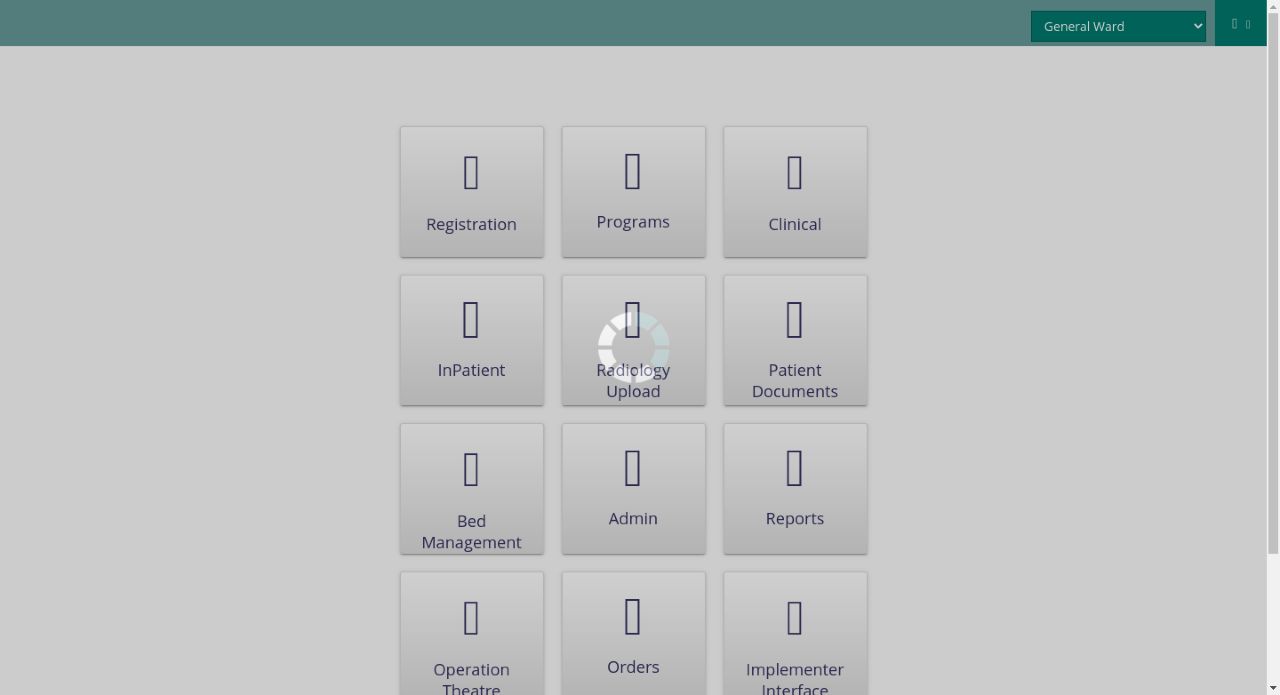 General Ward
Registration
Programs
Clinical
InPatient
Radiology
Upload
Patient
Documents
Bed
Management
Admin
Reports
Operation
Theatre
Orders
Implementer
Interface